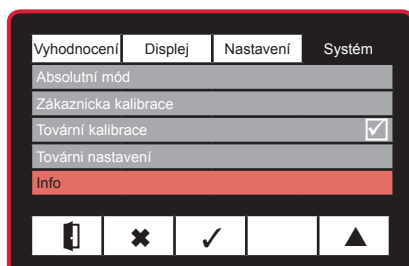 Vyhodnocení Displej Nastavení Systém
Absolutní mód
Zákaznicka kalibrace
Tovární kalibrace
Tovární nastavení
Info